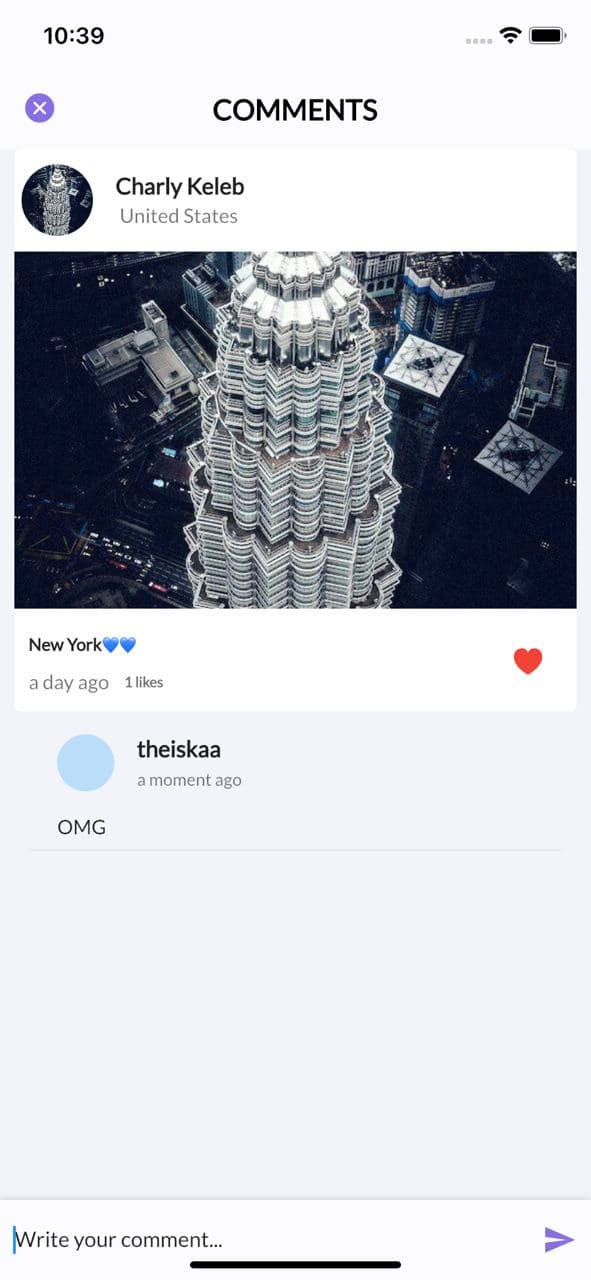 10:39
COMMENTS
Charly Keleb
United States
New York💙💙
a day ago 1 likes
theiskaa
a moment ago
OMG
Write your comment...